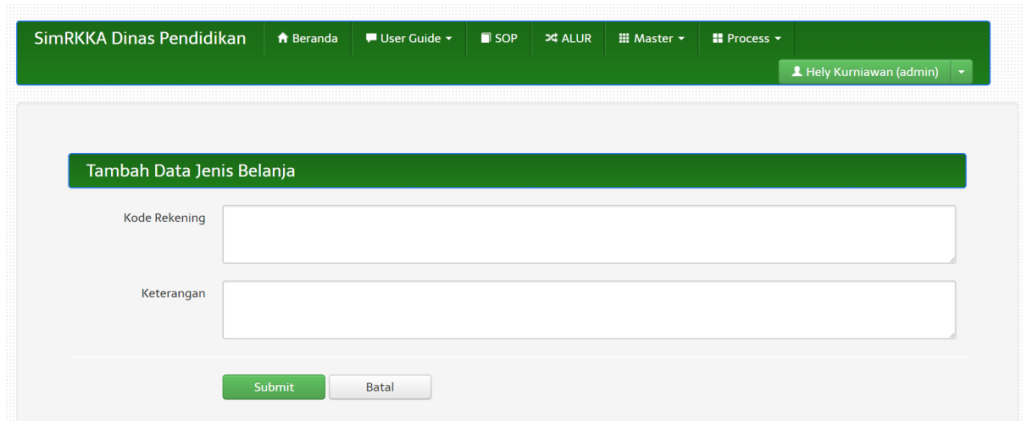 SimRKKA Dinas Pendidikan Beranda User Guide SOP ALUR Master Process
Hely Kurniawan (admin)
Tambah Data Jenis Belanja
Kode Rekening
Keterangan
Submit Batal